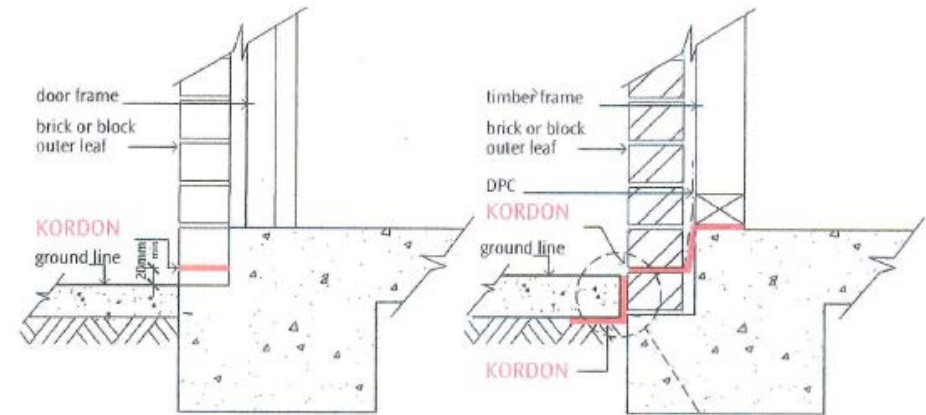 door frame
brick or block
outer leaf
KORDON
ground line
20mm
min
timber frame
brick or block
outer leaf
DPC
KORDON
ground line
KORDON